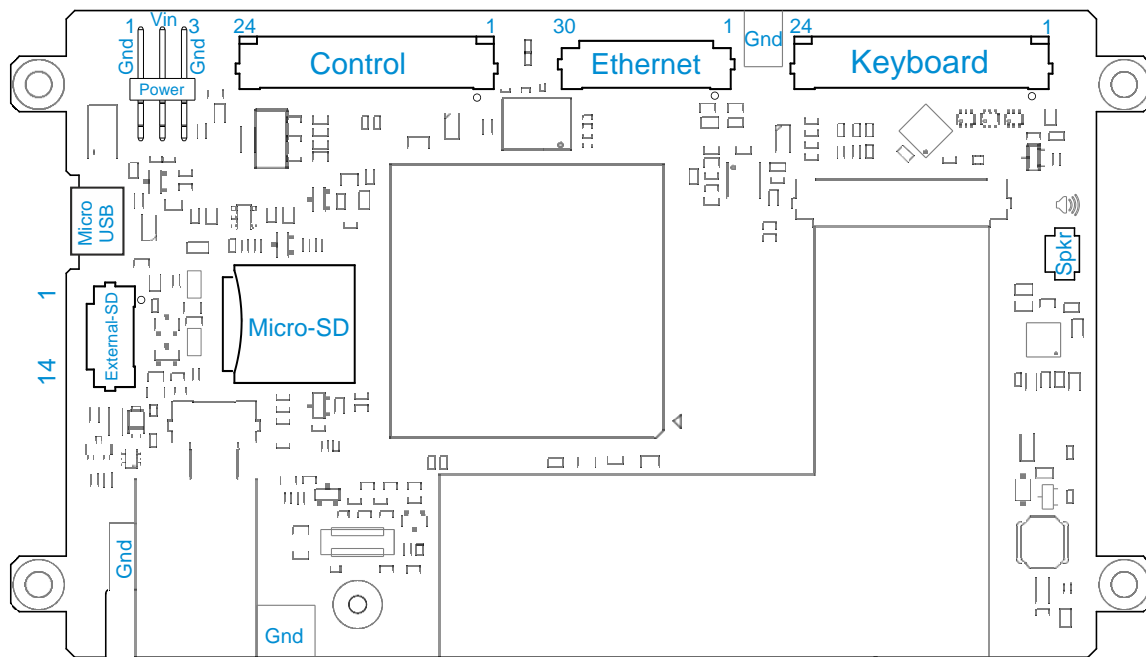 Vin
1 3 24 1 30 1 24 1
Gnd Gnd Gnd
Control Ethernet Keyboard
Power
Micro
USB
Spkr
1
External-SD
Micro-SD
14
Gnd
Gnd